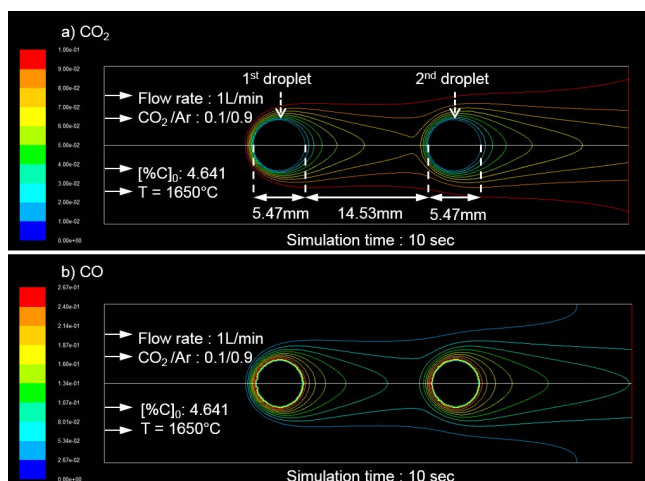 a) CO₂
1.00e-01
9.00e-02
8.00e-02
7.00e-02
6.00e-02
5.00e-02
4.00e-02
3.00e-02
2.00e-02
1.00e-02
0.00e+00
1st droplet
2nd droplet
Flow rate : 1L/min
CO₂/Ar : 0.1/0.9
[%C]₀: 4.641
T = 1650°C
5.47mm
14.53mm
5.47mm
Simulation time : 10 sec
b) CO
2.67e-01
2.40e-01
2.14e-01
1.87e-01
1.60e-01
1.34e-01
1.07e-01
8.01e-02
5.34e-02
2.67e-02
0.00e+00
Flow rate : 1L/min
CO₂/Ar : 0.1/0.9
[%C]₀: 4.641
T = 1650°C
Simulation time : 10 sec